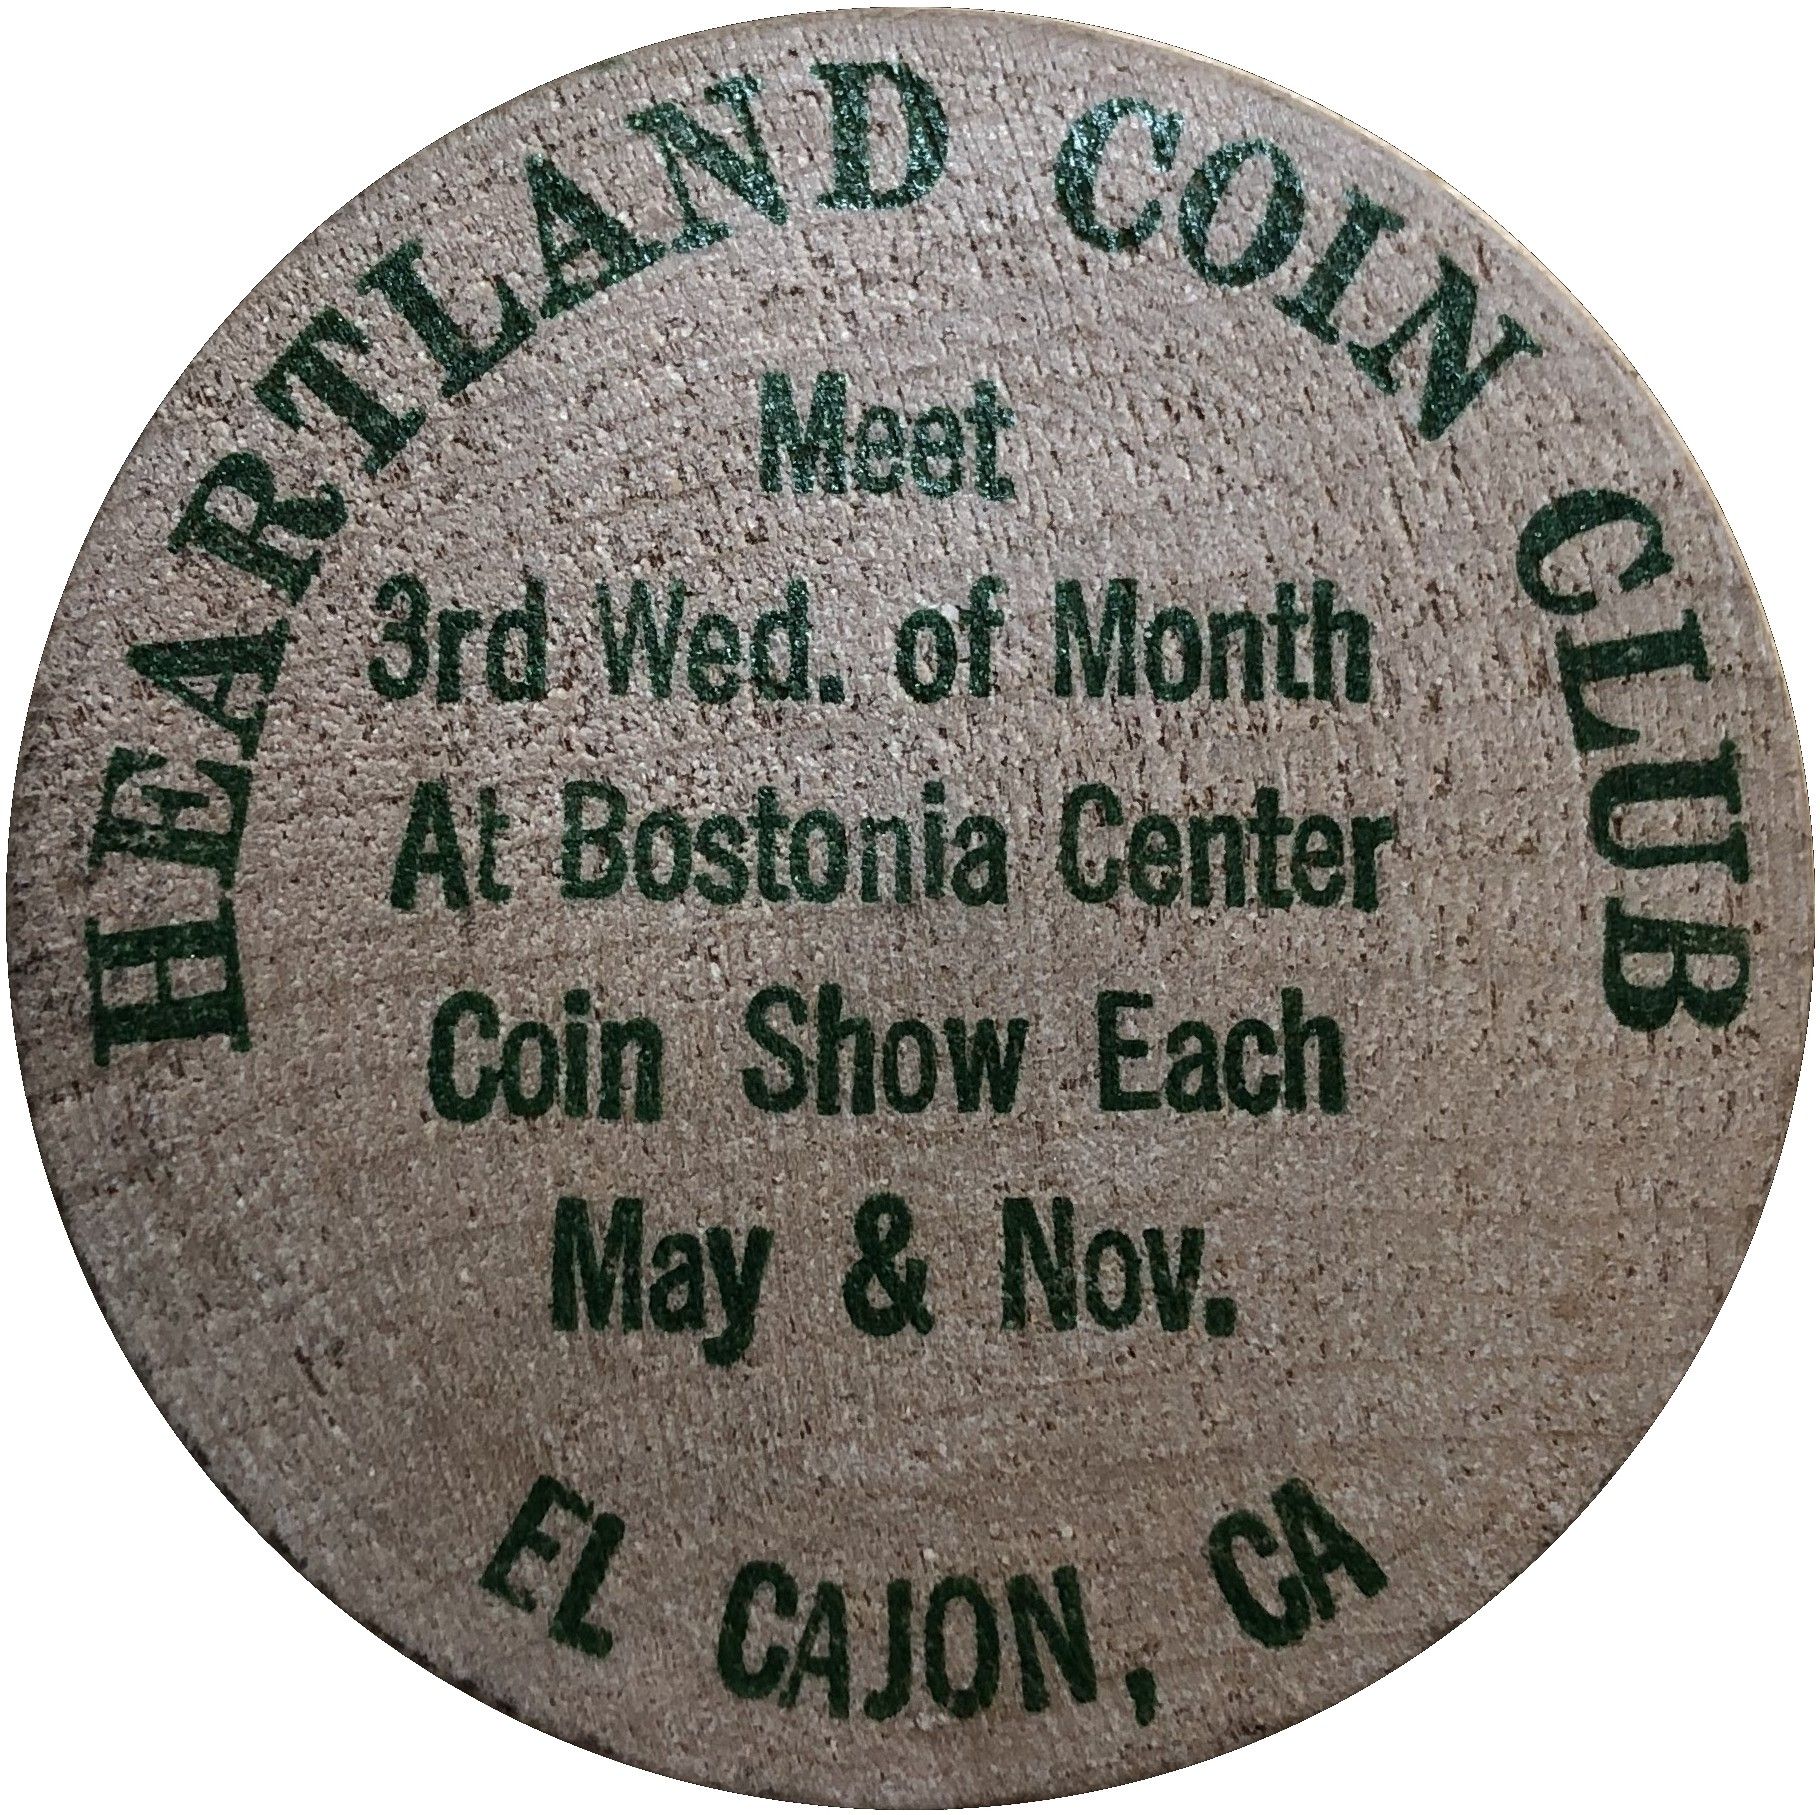 HEARTLAND COIN CLUB
Meet
3rd Wed. of Month
At Bostonia Center
Coin Show Each
May & Nov.
EL CAJON, CA